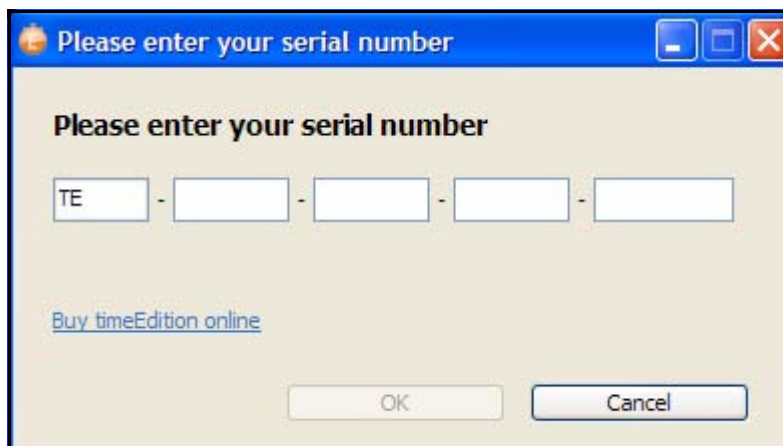 Please enter your serial number
Please enter your serial number
TE - - - -
Buy timeEdition online
OK Cancel